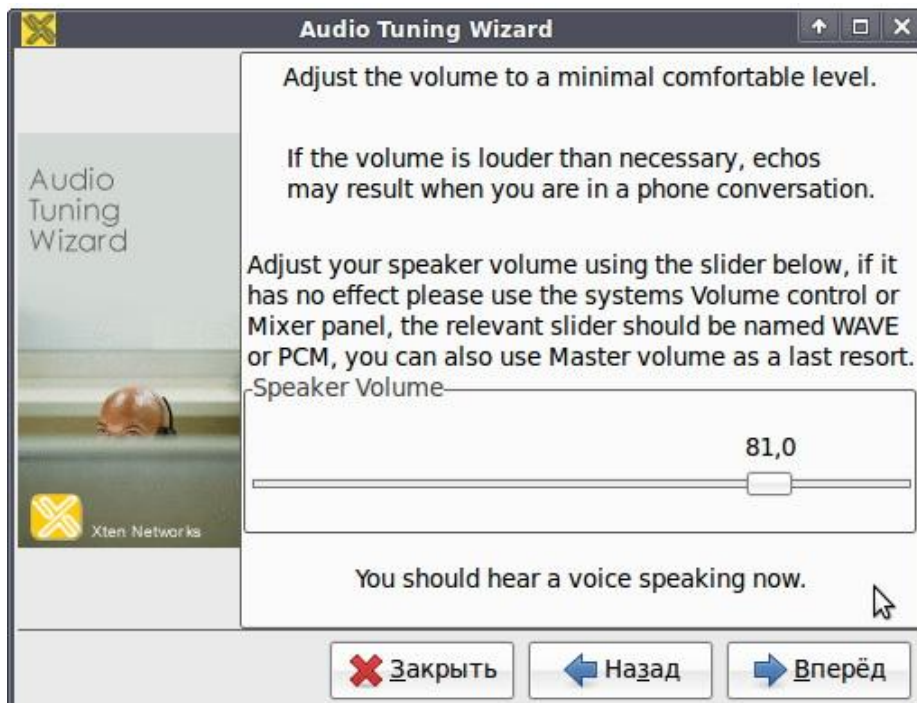 Audio Tuning Wizard
Audio
Tuning
Wizard
Xten Networks
Adjust the volume to a minimal comfortable level.
If the volume is louder than necessary, echos
may result when you are in a phone conversation.
Adjust your speaker volume using the slider below, if it
has no effect please use the systems Volume control or
Mixer panel, the relevant slider should be named WAVE
or PCM, you can also use Master volume as a last resort.
Speaker Volume
81,0
You should hear a voice speaking now.
Закрыть
Назад
Вперёд